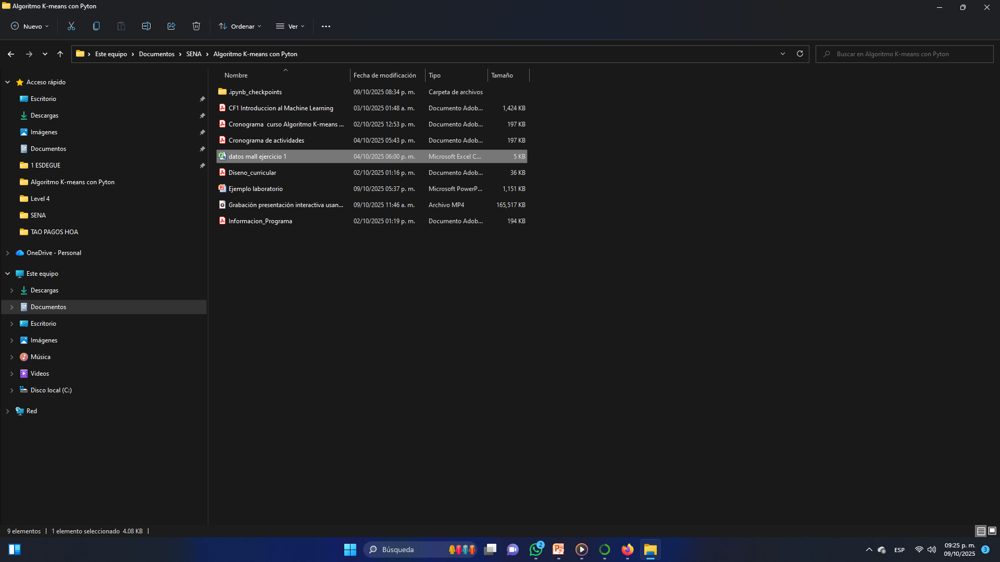 Algoritmo K-means con Pyton
Nuevo
Ordenar
Ver
Este equipo > Documentos > SENA > Algoritmo K-means con Pyton
Buscar en Algoritmo K-means con Pyton
Acceso rápido
Escritorio
Descargas
Imágenes
Documentos
1 ESDEGUE
Algoritmo K-means con Pyton
Level 4
SENA
TAO PAGOS HOA
OneDrive - Personal
Este equipo
Descargas
Documentos
Escritorio
Imágenes
Música
Videos
Disco local (C:)
Red
Nombre Fecha de modificación Tipo Tamaño
.ipynb_checkpoints 09/10/2025 08:34 p. m. Carpeta de archivos
CF1 Introduccion al Machine Learning 03/10/2025 01:48 a. m. Documento Adob... 1,424 KB
Cronograma  curso Algoritmo K-means ... 02/10/2025 12:53 p. m. Documento Adob... 197 KB
Cronograma de actividades 04/10/2025 05:43 p. m. Documento Adob... 197 KB
datos mall ejercicio 1 04/10/2025 06:00 p. m. Microsoft Excel C... 5 KB
Diseno_curricular 02/10/2025 01:16 p. m. Documento Adob... 36 KB
Ejemplo laboratorio 09/10/2025 05:37 p. m. Microsoft PowerP... 1,151 KB
Grabación presentación interactiva usan... 09/10/2025 11:46 a. m. Archivo MP4 165,517 KB
Informacion_Programa 02/10/2025 01:19 p. m. Documento Adob... 194 KB
9 elementos | 1 elemento seleccionado 4.08 KB |
Búsqueda
2
ESP
09:25 p. m.
09/10/2025
3